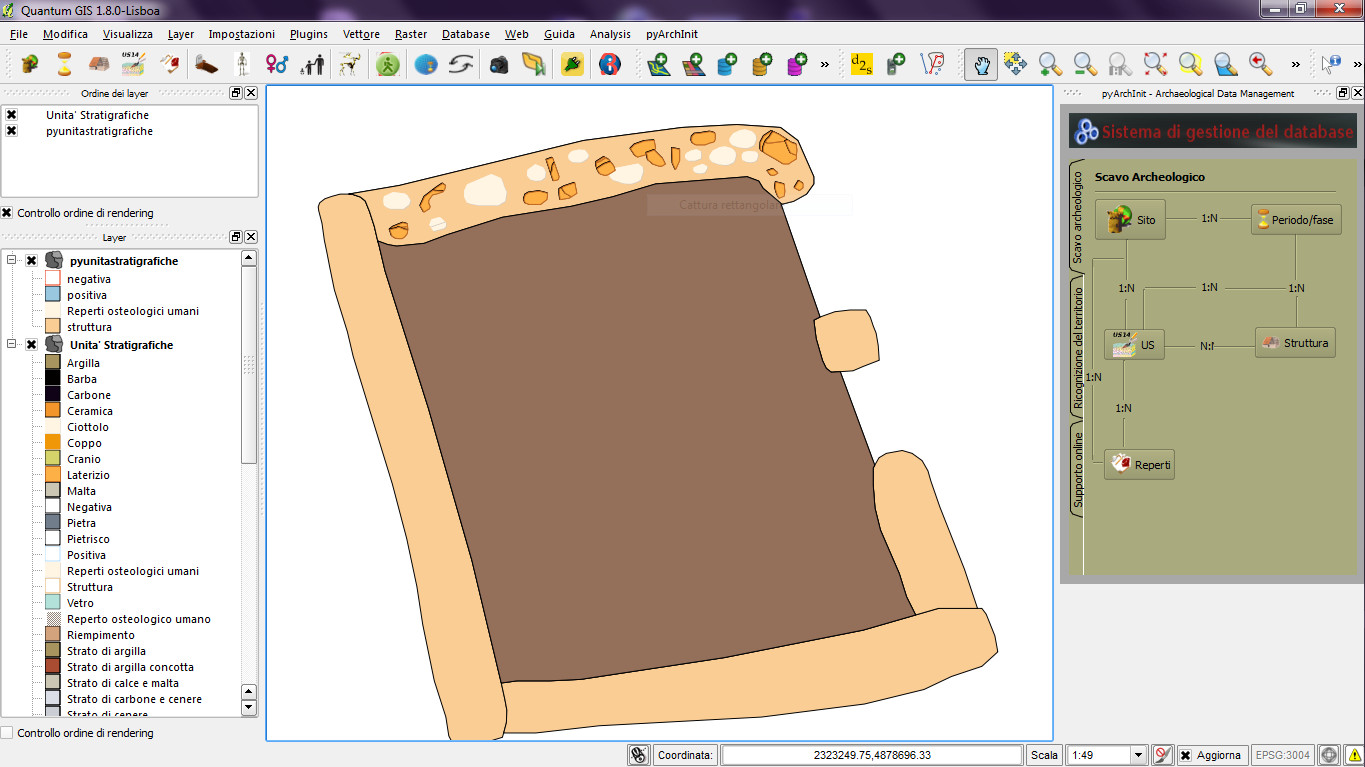 Quantum GIS 1.8.0-Lisboa
File Modifica Visualizza Layer Impostazioni Plugins Vettore Raster Database Web Guida Analysis pyArchInit
US14
» d2s » »
Ordine dei layer
Unita' Stratigrafiche
pyunitastratigrafiche
Controllo ordine di rendering
Layer
pyunitastratigrafiche
negativa
positiva
Reperti osteologici umani
struttura
Unita' Stratigrafiche
Argilla
Barba
Carbone
Ceramica
Ciottolo
Coppo
Cranio
Laterizio
Malta
Negativa
Pietra
Pietrisco
Positiva
Reperti osteologici umani
Struttura
Vetro
Reperto osteologico umano
Riempimento
Strato di argilla
Strato di argilla concotta
Strato di calce e malta
Strato di carbone e cenere
Strato di cenere
Controllo ordine di rendering
Cattura rettangolare
pyArchInit - Archaeological Data Management
Sistema di gestione del database
Scavo archeologico
Ricognizione del territorio
Supporto online
Scavo Archeologico
Sito 1:N Periodo/fase
1:N 1:N 1:N
US14 US N:N Struttura
1:N
1:N
Reperti
Coordinata: 2323249.75,4878696.33 Scala 1:49 Aggiorna EPSG:3004